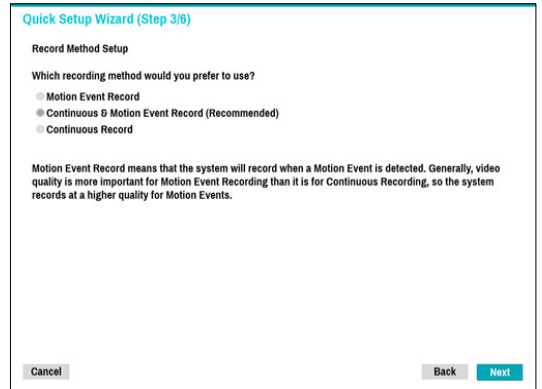 Quick Setup Wizard (Step 3/6)
Record Method Setup
Which recording method would you prefer to use?
Motion Event Record
Continuous & Motion Event Record (Recommended)
Continuous Record
Motion Event Record means that the system will record when a Motion Event is detected. Generally, video
quality is more important for Motion Event Recording than it is for Continuous Recording, so the system
records at a higher quality for Motion Events.
Cancel
Back
Next